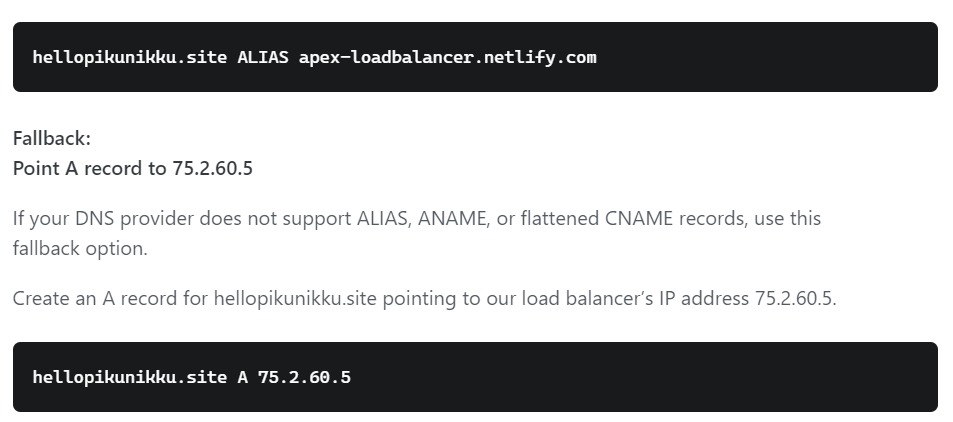 hellopikunikku.site ALIAS apex-loadbalancer.netlify.com
Fallback:
Point A record to 75.2.60.5
If your DNS provider does not support ALIAS, ANAME, or flattened CNAME records, use this
fallback option.
Create an A record for hellopikunikku.site pointing to our load balancer’s IP address 75.2.60.5.
hellopikunikku.site A 75.2.60.5